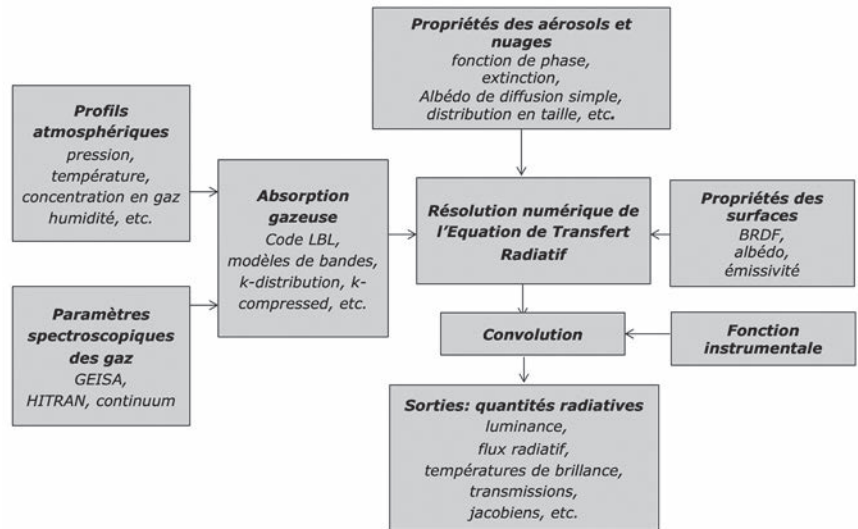 Propriétés des aérosols et
nuages
fonction de phase,
extinction,
Albédo de diffusion simple,
distribution en taille, etc.
Profils
atmosphériques
pression,
température,
concentration en gaz
humidité, etc.
Absorption
gazeuse
Code LBL,
modèles de bandes,
k-distribution, k-
compressed, etc.
Résolution numérique de
l'Equation de Transfert
Radiatif
Propriétés des
surfaces
BRDF,
albédo,
émissivité
Paramètres
spectroscopiques
des gaz
GEISA,
HITRAN, continuum
Convolution
Fonction
instrumentale
Sorties: quantités radiatives
luminance,
flux radiatif,
températures de brillance,
transmissions,
jacobiens, etc.